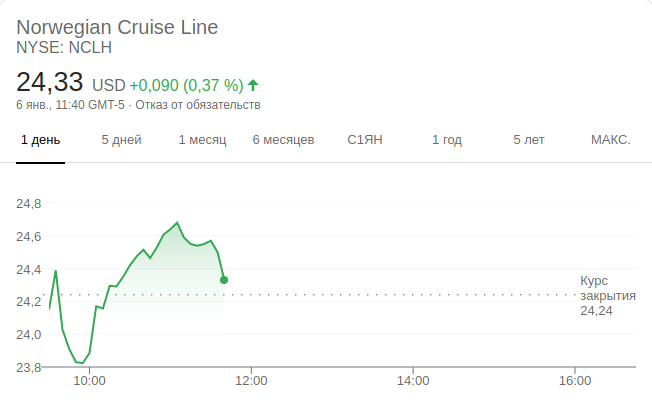 Norwegian Cruise Line
NYSE: NCLH
24,33 USD +0,090 (0,37 %)
6 янв., 11:40 GMT-5 · Отказ от обязательств
1 день 5 дней 1 месяц 6 месяцев С1ЯН 1 год 5 лет МАКС.
24,8
24,6
24,4
24,2
24,0
23,8
Курс
закрытия
24,24
10:00 12:00 14:00 16:00